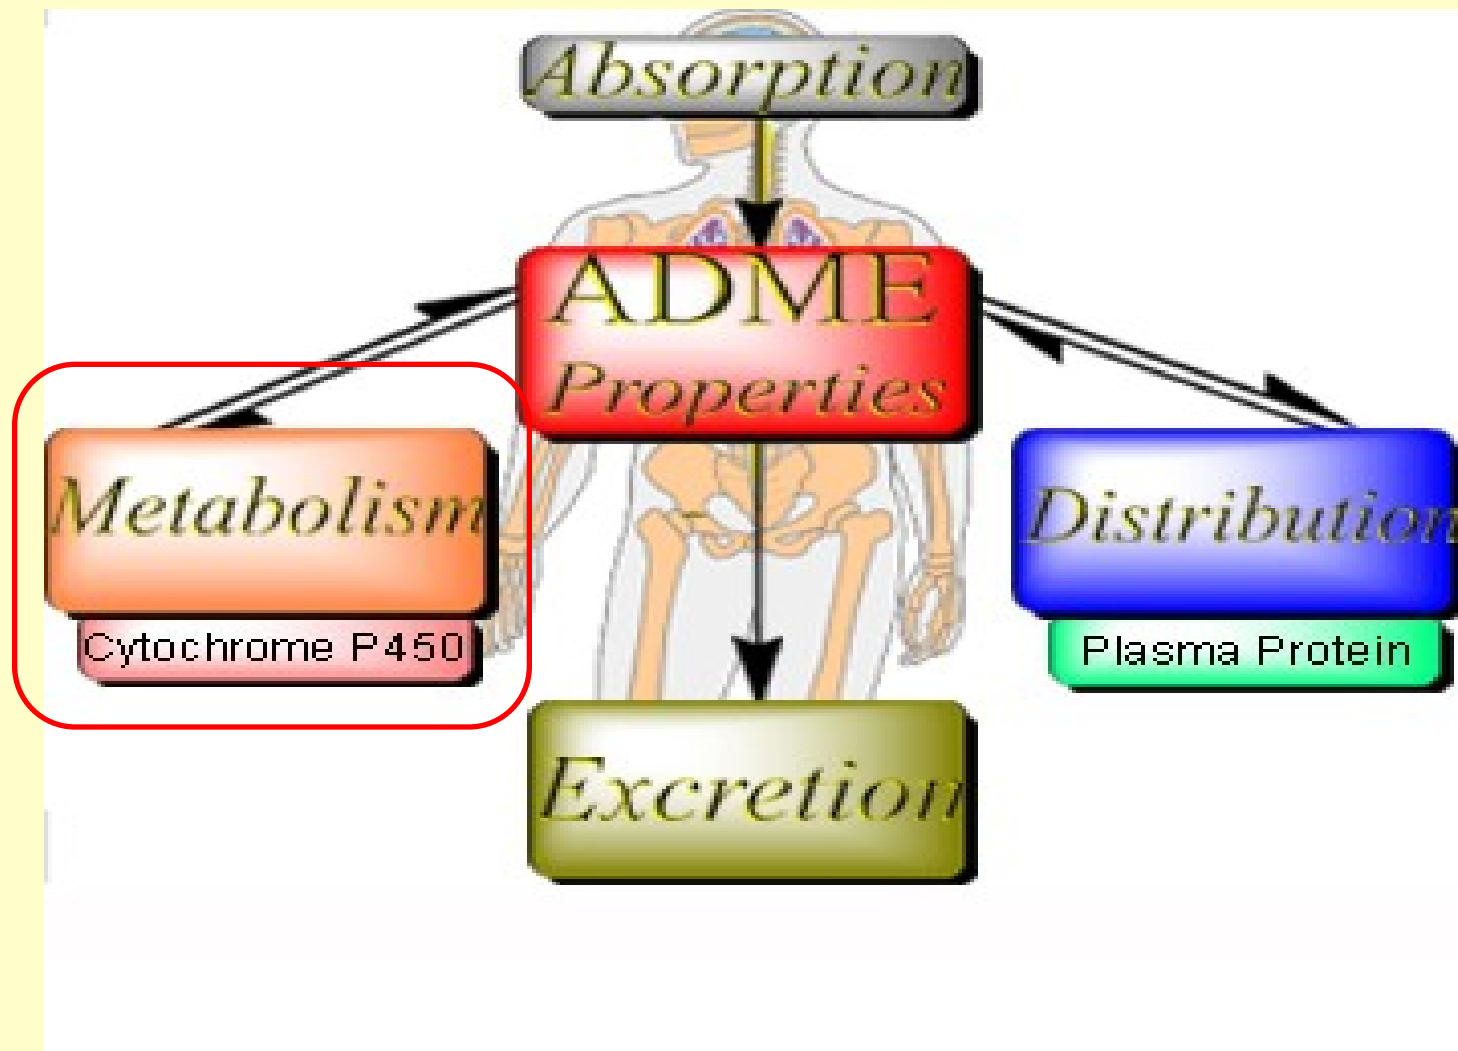 Absorption
ADME
Properties
Metabolism
Cytochrome P450
Distribution
Plasma Protein
Excretion